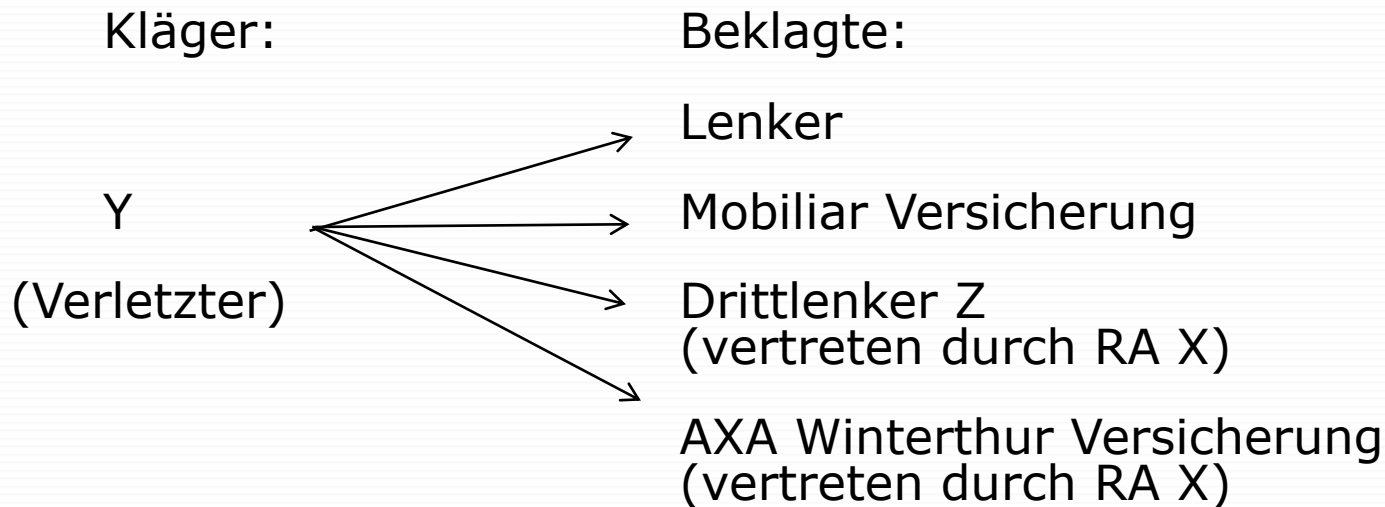 Kläger:
Beklagte:
Lenker
Y
Mobiliar Versicherung
(Verletzter)
Drittlenker Z
(vertreten durch RA X)
AXA Winterthur Versicherung
(vertreten durch RA X)